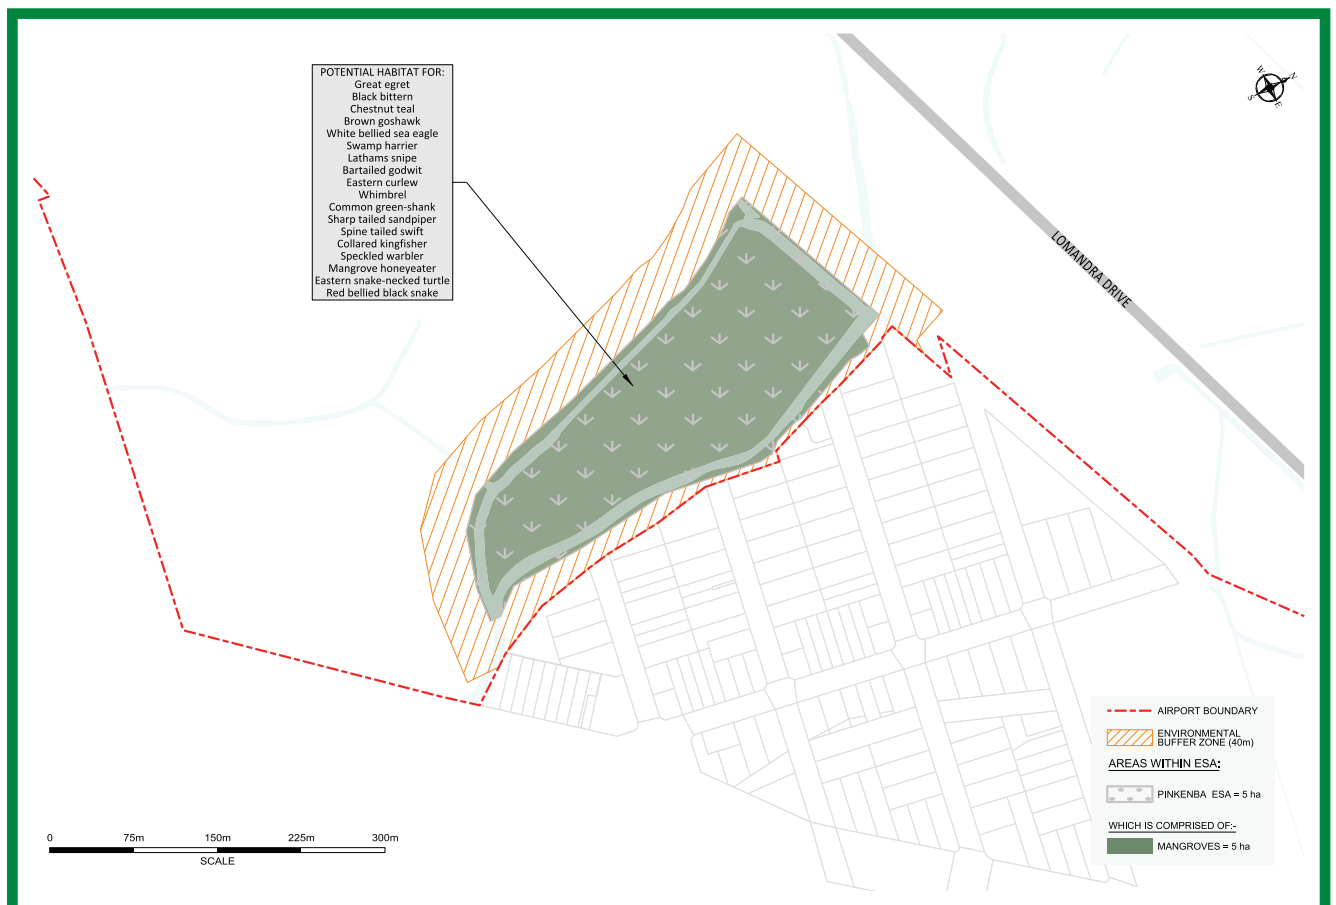 POTENTIAL HABITAT FOR:
Great egret
Black bittern
Chestnut teal
Brown goshawk
White bellied sea eagle
Swamp harrier
Lathams snipe
Bartailed godwit
Eastern curlew
Whimbrel
Common green-shank
Sharp tailed sandpiper
Spine tailed swift
Collared kingfisher
Speckled warbler
Mangrove honeyeater
Eastern snake-necked turtle
Red bellied black snake
W
N
S
E
LOMANDRA DRIVE
AIRPORT BOUNDARY
ENVIRONMENTAL
BUFFER ZONE (40m)
AREAS WITHIN ESA:
PINKENBA ESA = 5 ha
WHICH IS COMPRISED OF:-
MANGROVES = 5 ha
0 75m 150m 225m 300m
SCALE